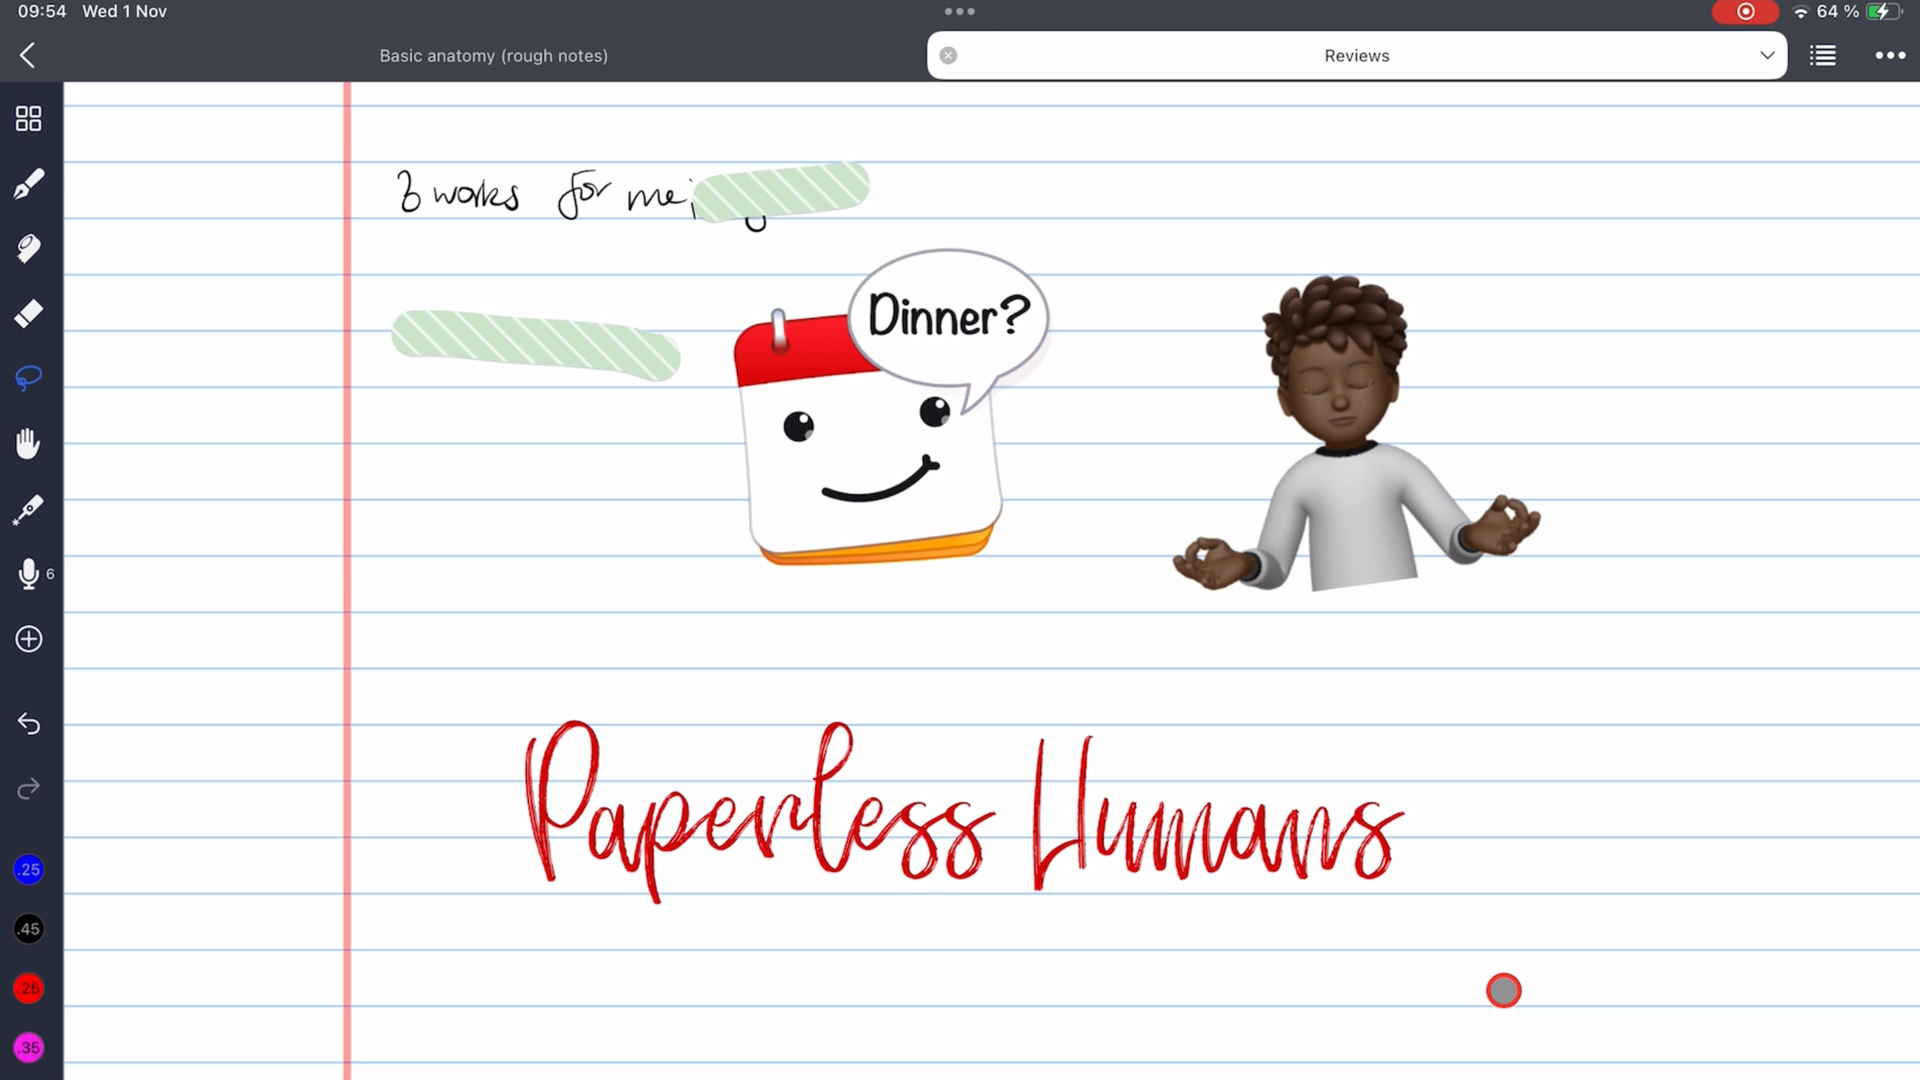 09:54 Wed 1 Nov
64 %
Basic anatomy (rough notes)
Reviews
works for me
Dinner?
6
Paperless Humans
.25
.45
.25
.35